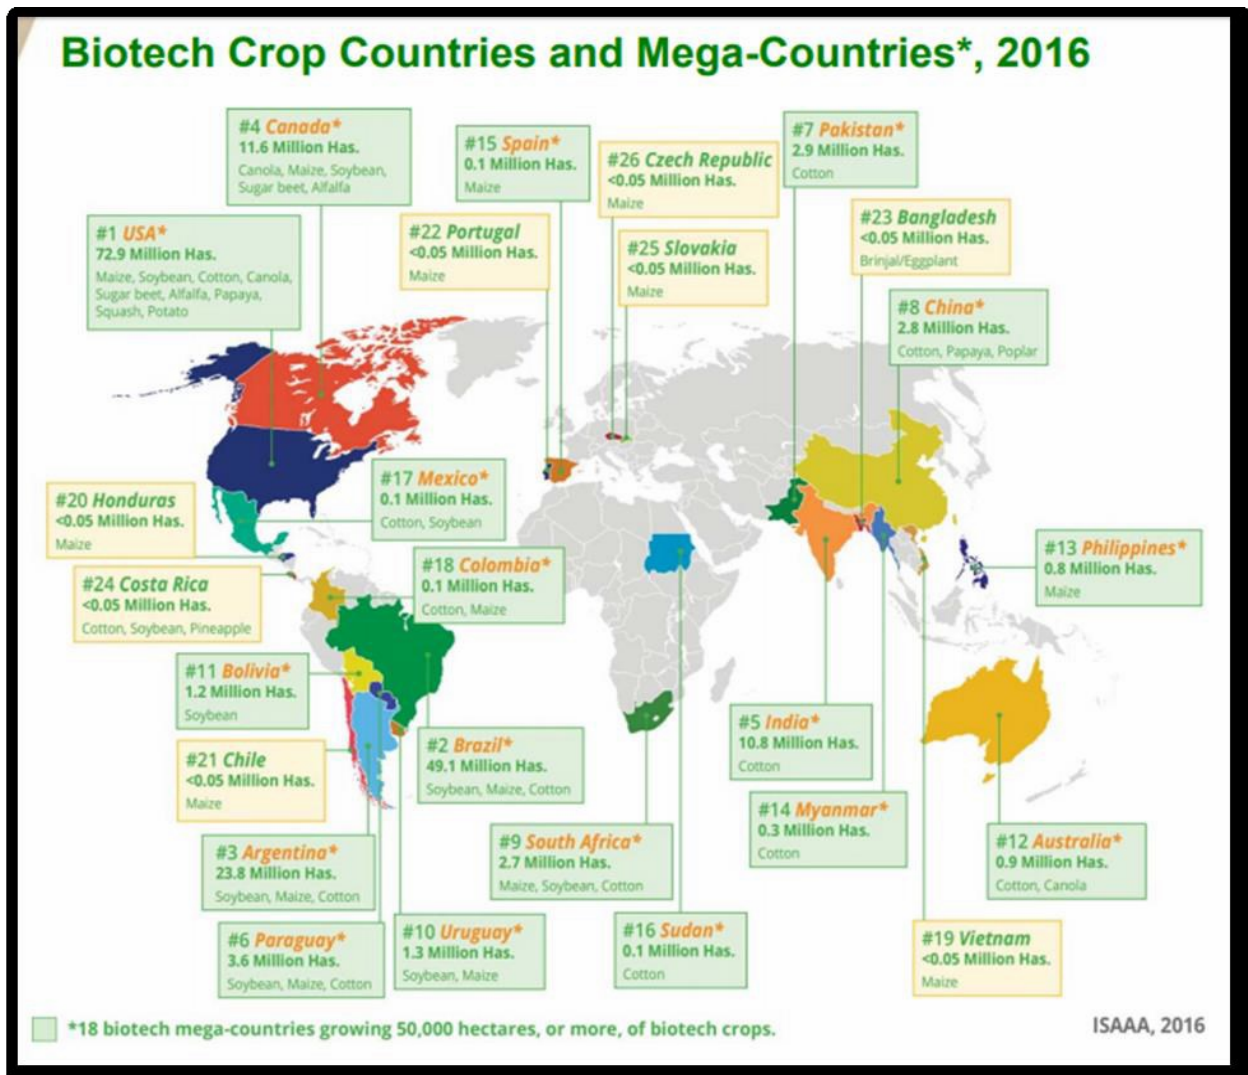 Biotech Crop Countries and Mega-Countries*, 2016
#4 Canada*
11.6 Million Has.
Canola, Maize, Soybean,
Sugar beet, Alfalfa
#15 Spain*
0.1 Million Has.
Maize
#26 Czech Republic
<0.05 Million Has.
Maize
#7 Pakistan*
2.9 Million Has.
Cotton
#1 USA*
72.9 Million Has.
Maize, Soybean, Cotton, Canola,
Sugar beet, Alfalfa, Papaya,
Squash, Potato
#22 Portugal
<0.05 Million Has.
Maize
#25 Slovakia
<0.05 Million Has.
Maize
#23 Bangladesh
<0.05 Million Has.
Brinjal/Eggplant
#8 China*
2.8 Million Has.
Cotton, Papaya, Poplar
#20 Honduras
<0.05 Million Has.
Maize
#17 Mexico*
0.1 Million Has.
Cotton, Soybean
#24 Costa Rica
<0.05 Million Has.
Cotton, Soybean, Pineapple
#18 Colombia*
0.1 Million Has.
Cotton, Maize
#13 Philippines*
0.8 Million Has.
Maize
#11 Bolivia*
1.2 Million Has.
Soybean
#21 Chile
<0.05 Million Has.
Maize
#2 Brazil*
49.1 Million Has.
Soybean, Maize, Cotton
#5 India*
10.8 Million Has.
Cotton
#14 Myanmar*
0.3 Million Has.
Cotton
#3 Argentina*
23.8 Million Has.
Soybean, Maize, Cotton
#9 South Africa*
2.7 Million Has.
Maize, Soybean, Cotton
#12 Australia*
0.9 Million Has.
Cotton, Canola
#6 Paraguay*
3.6 Million Has.
Soybean, Maize, Cotton
#10 Uruguay*
1.3 Million Has.
Soybean, Maize
#16 Sudan*
0.1 Million Has.
Cotton
#19 Vietnam
<0.05 Million Has.
Maize
*18 biotech mega-countries growing 50,000 hectares, or more, of biotech crops.
ISAAA, 2016